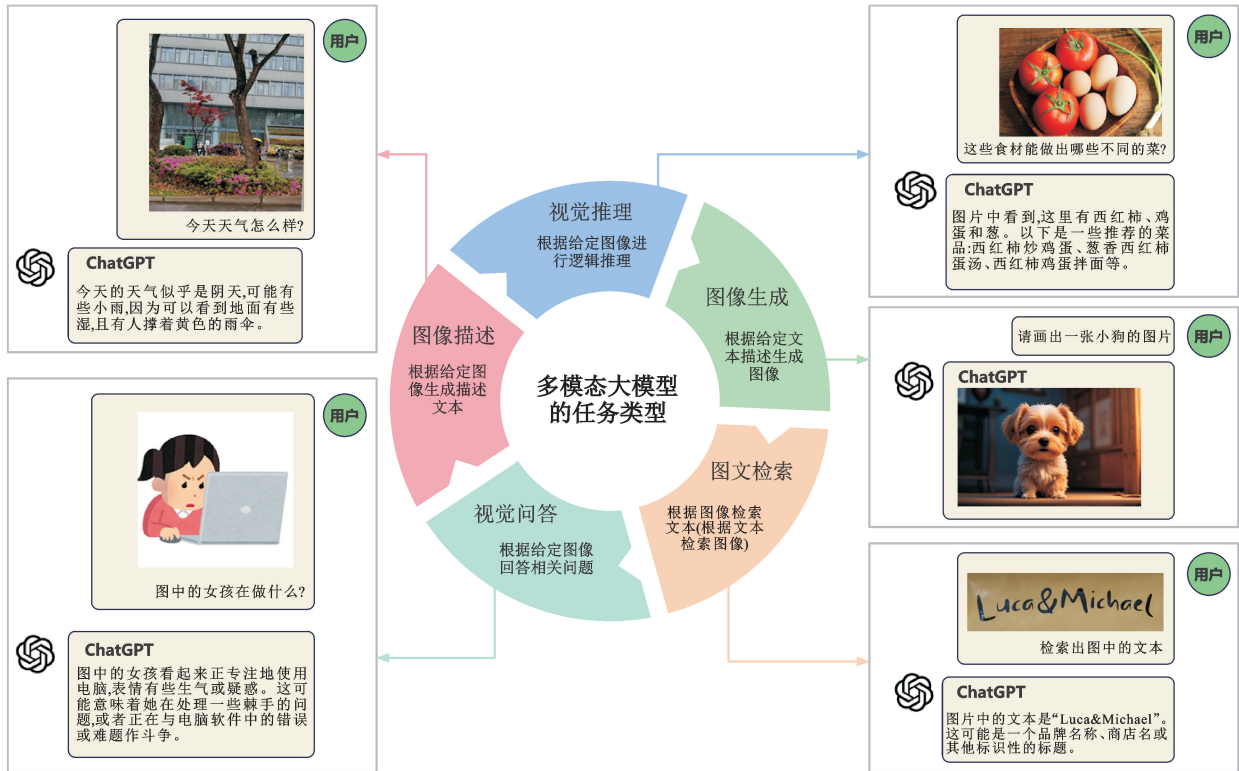 用户
今天天气怎么样?
ChatGPT
今天的天气似乎是阴天,可能有
些小雨,因为可以看到地面有些
湿,且有人撑着黄色的雨伞。
用户
图中的女孩在做什么?
ChatGPT
图中的女孩看起来正专注地使用
电脑,表情有些生气或疑惑。这可
能意味着她在处理一些棘手的问
题,或者正在与电脑软件中的错误
或难题作斗争。
多模态大模型
的任务类型
视觉推理
根据给定图像进
行逻辑推理
图像生成
根据给定文
本描述生成
图像
图文检索
根据图像检索
文本(根据文本
检索图像)
视觉问答
根据给定图像
回答相关问题
图像描述
根据给定图
像生成描述
文本
用户
这些食材能做出哪些不同的菜?
ChatGPT
图片中看到,这里有西红柿、鸡
蛋和葱。以下是一些推荐的菜
品:西红柿炒鸡蛋、葱香西红柿
蛋汤、西红柿鸡蛋拌面等。
请画出一张小狗的图片
用户
ChatGPT
用户
Luca&Michael
检索出图中的文本
ChatGPT
图片中的文本是“Luca&Michael”。
这可能是一个品牌名称、商店名或
其他标识性的标题。